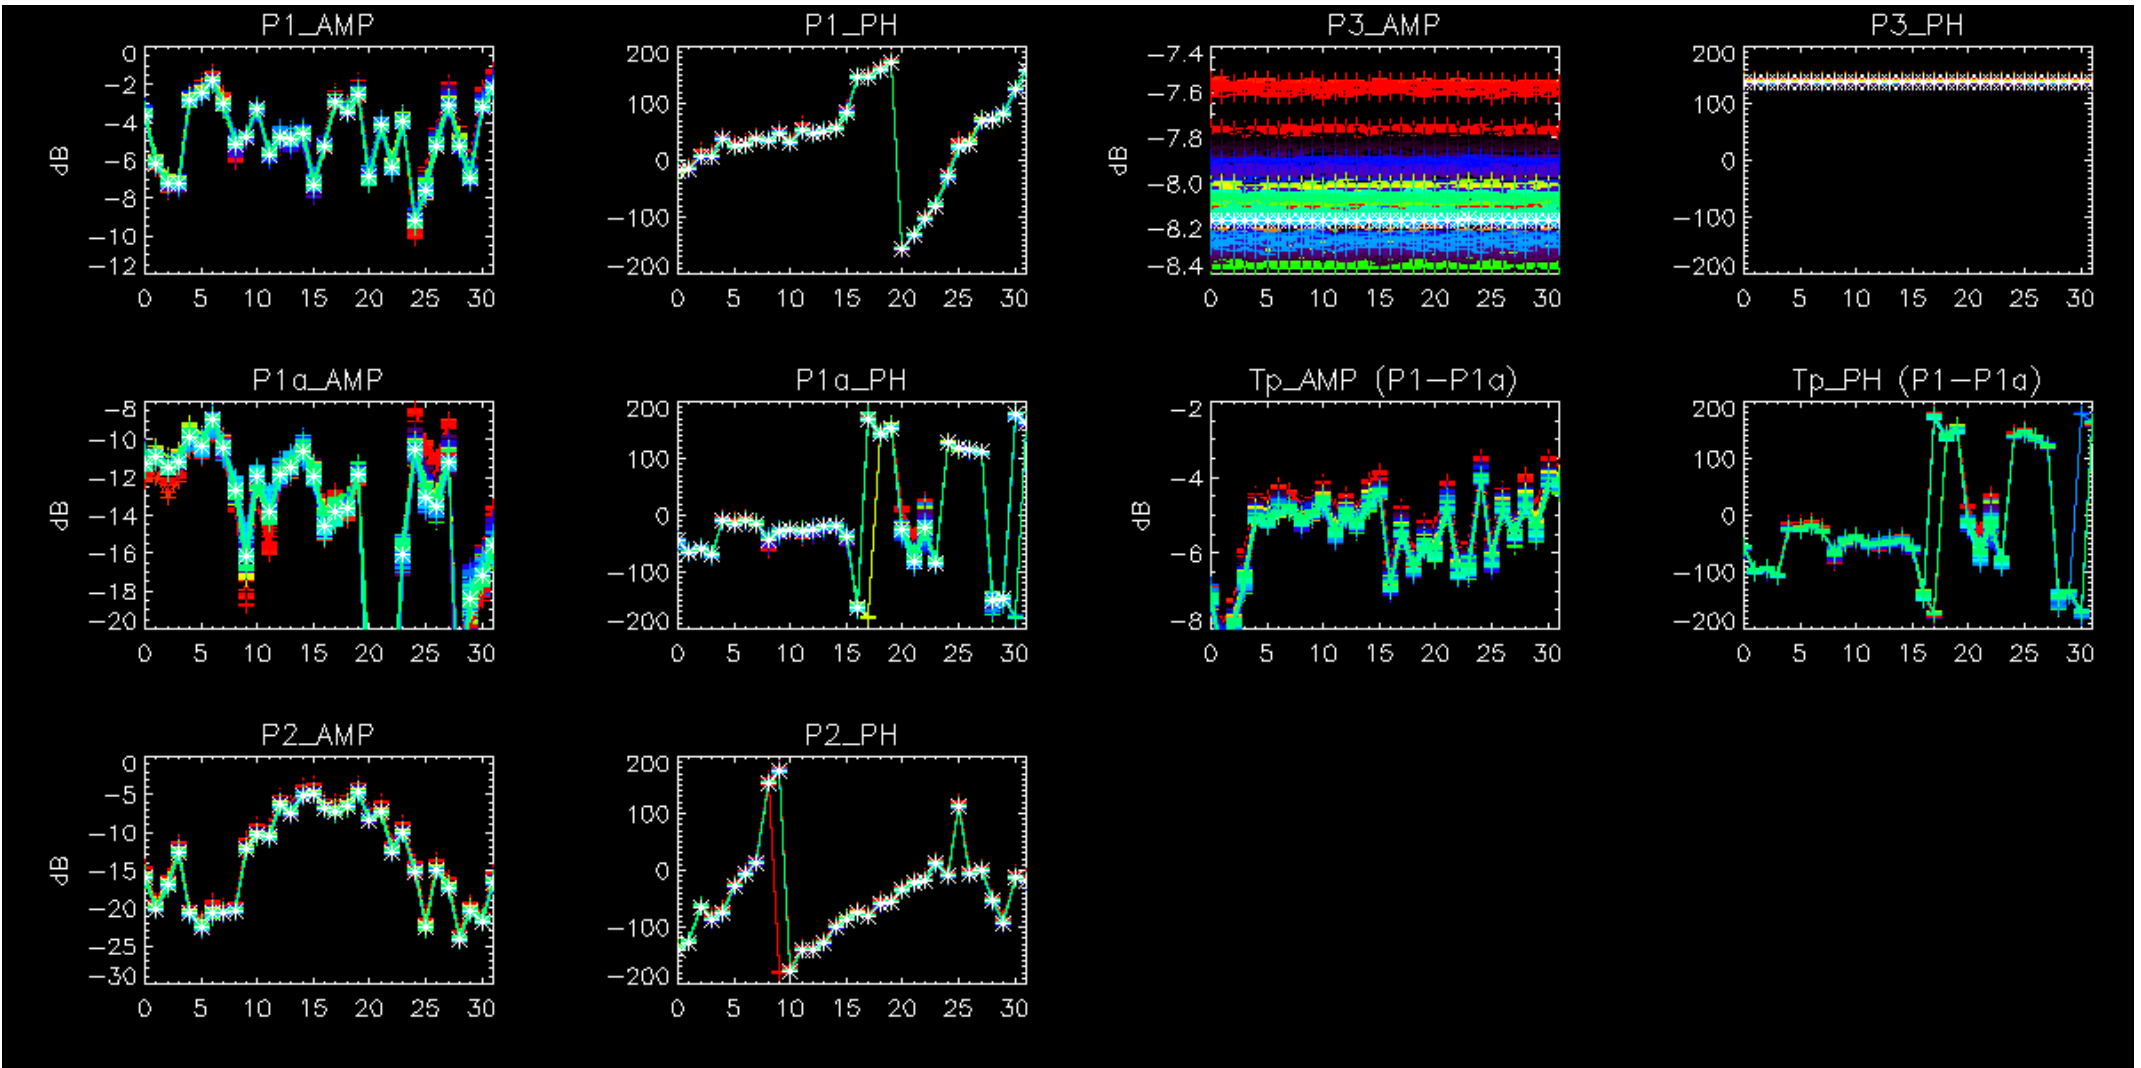 P1_AMP
0
−2
−4
−6
−8
−10
−12
dB
0 5 10 15 20 25 30
P1_PH
200
100
0
−100
−200
0 5 10 15 20 25 30
P3_AMP
−7.4
−7.6
−7.8
−8.0
−8.2
−8.4
dB
0 5 10 15 20 25 30
P3_PH
200
100
0
−100
−200
0 5 10 15 20 25 30
P1a_AMP
−8
−10
−12
−14
−16
−18
−20
dB
0 5 10 15 20 25 30
P1a_PH
200
100
0
−100
−200
0 5 10 15 20 25 30
Tp_AMP (P1−P1a)
−2
−4
−6
−8
dB
0 5 10 15 20 25 30
Tp_PH (P1−P1a)
200
100
0
−100
−200
0 5 10 15 20 25 30
P2_AMP
0
−5
−10
−15
−20
−25
−30
dB
0 5 10 15 20 25 30
P2_PH
200
100
0
−100
−200
0 5 10 15 20 25 30